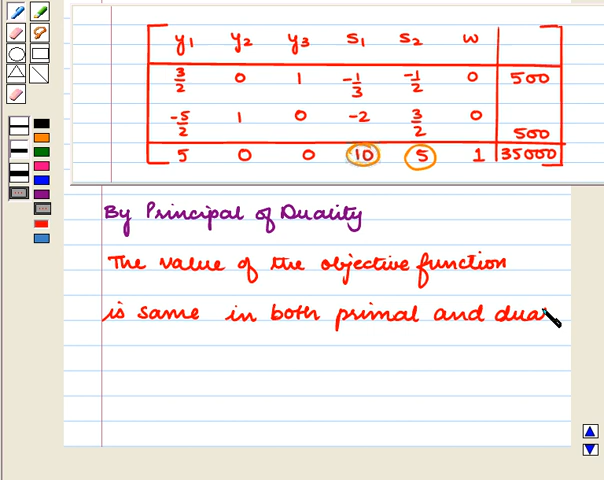 y1 y2 y3 s1 s2 w
3/2 0 1 -1/3 -1/2 0 500
-5/2 1 0 -2 3/2 0 500
5 0 0 10 5 1 35000
By Principal of Duality
The value of the objective function
is same in both primal and dua